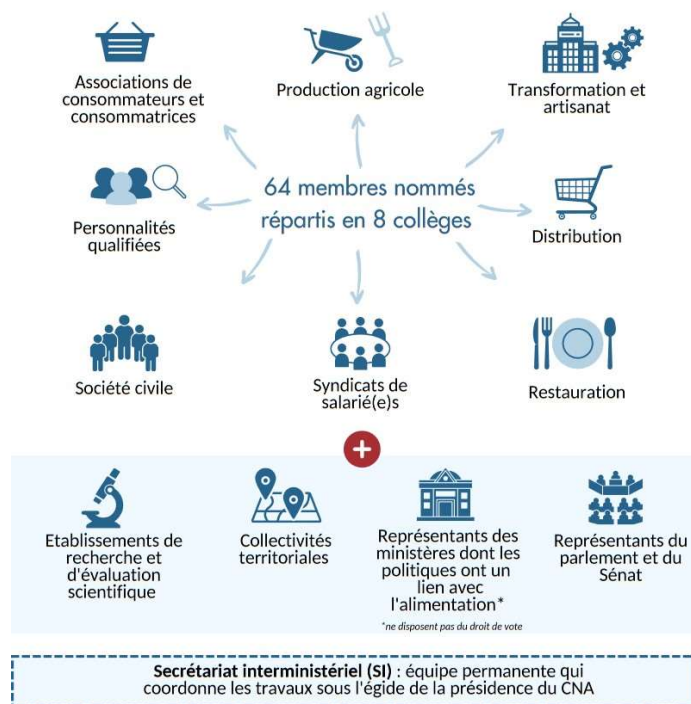 Associations de
consommateurs et
consommatrices
Production agricole
Transformation et
artisanat
64 membres nommés
répartis en 8 collèges
Personnalités
qualifiées
Distribution
Société civile
Syndicats de
salarié(e)s
Restauration
+
Etablissements de
recherche et
d'évaluation
scientifique
Collectivités
territoriales
Représentants des
ministères dont les
politiques ont un
lien avec
l'alimentation*
*ne disposent pas du droit de vote
Représentants du
parlement et du
Sénat
Secrétariat interministériel (SI) : équipe permanente qui
coordonne les travaux sous l'égide de la présidence du CNA